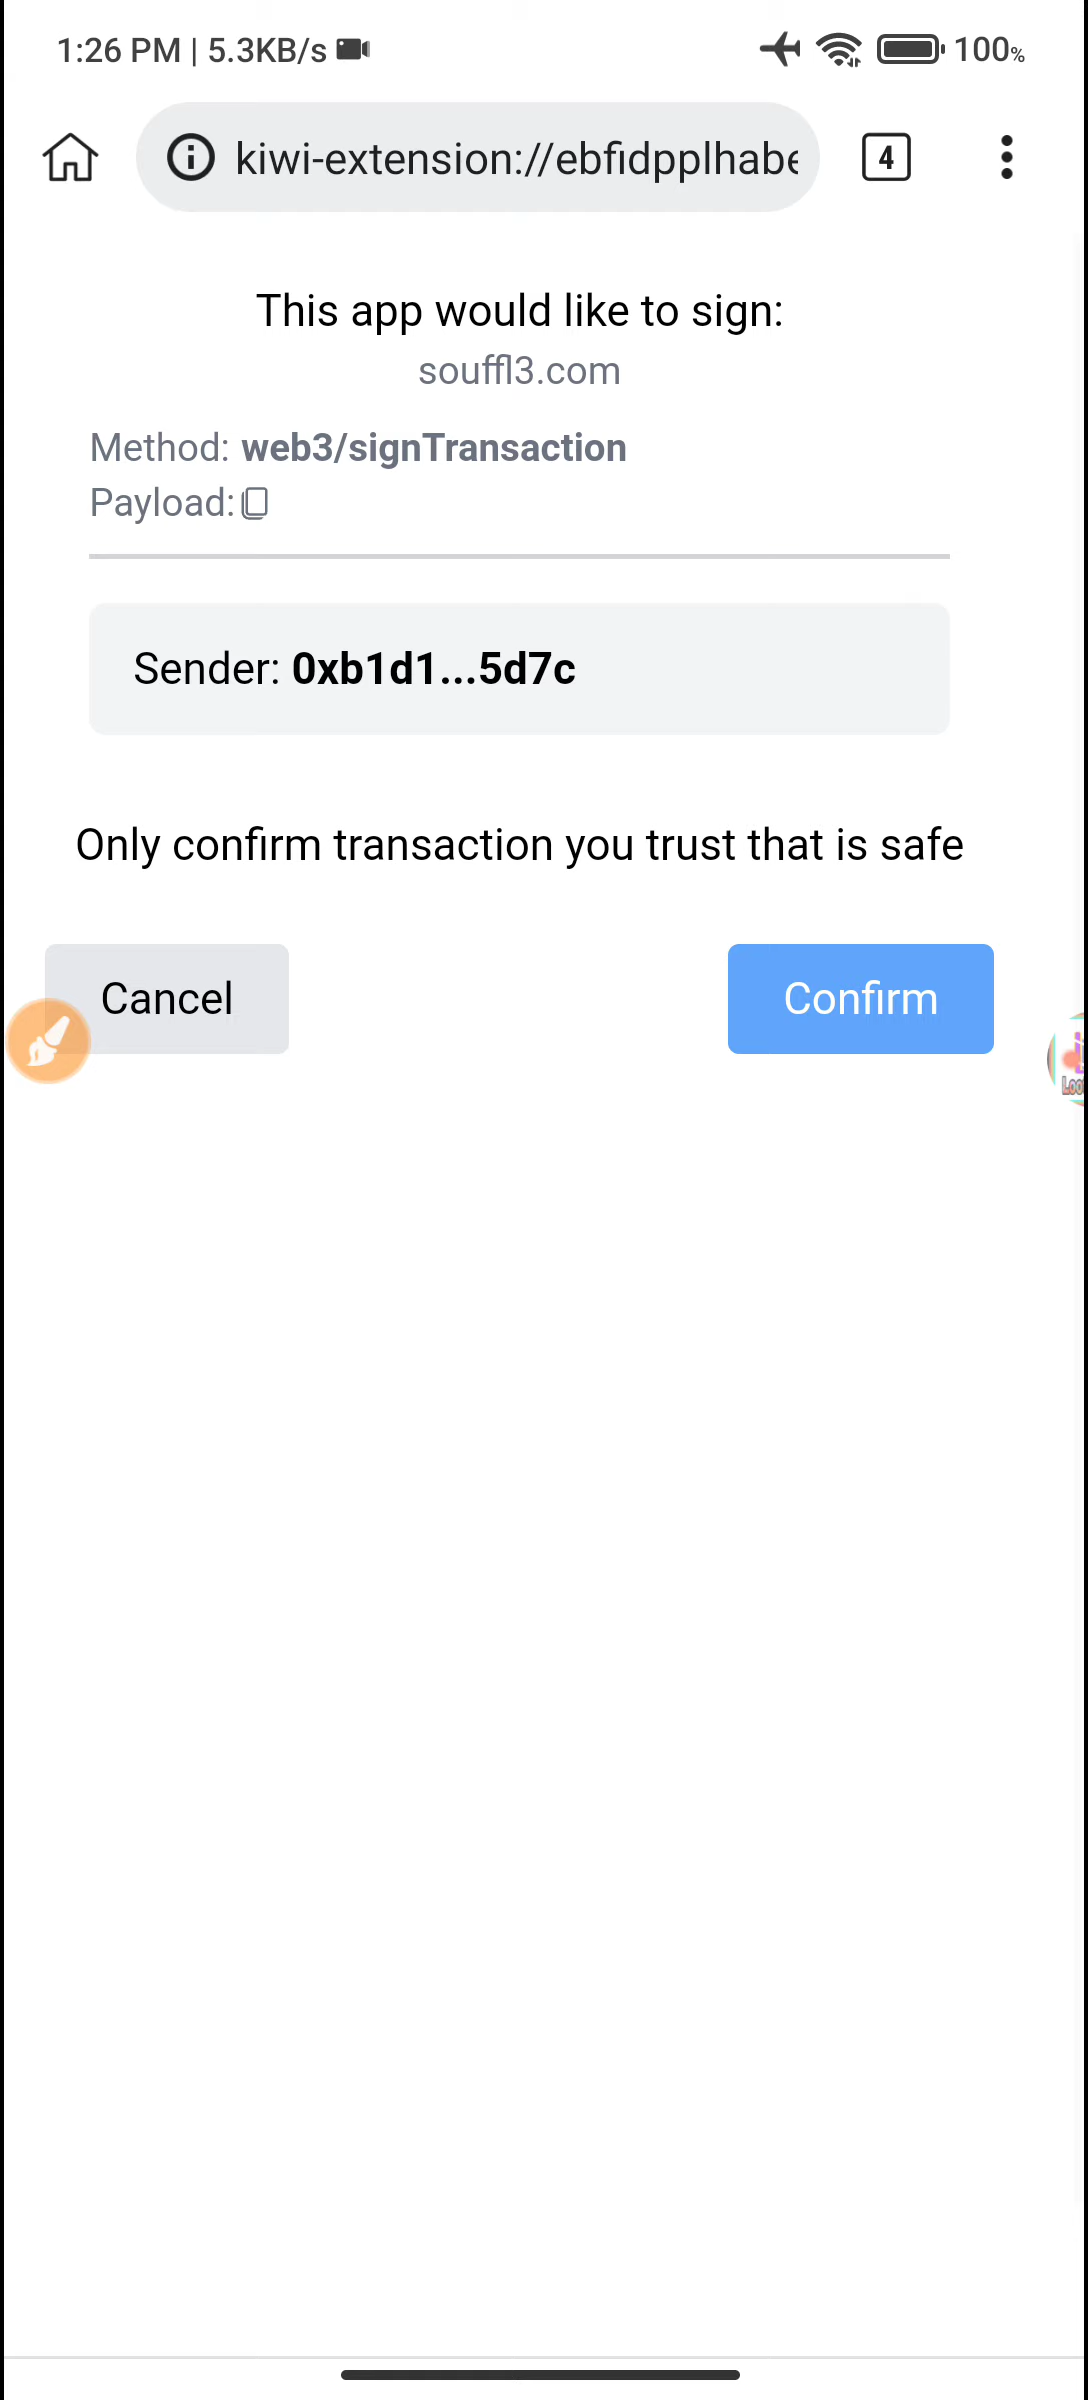 1:26 PM | 5.3KB/s 100%
kiwi-extension://ebfidpplhabe
4
This app would like to sign:
souffl3.com
Method: web3/signTransaction
Payload:
Sender: 0xb1d1...5d7c
Only confirm transaction you trust that is safe
Cancel
Confirm